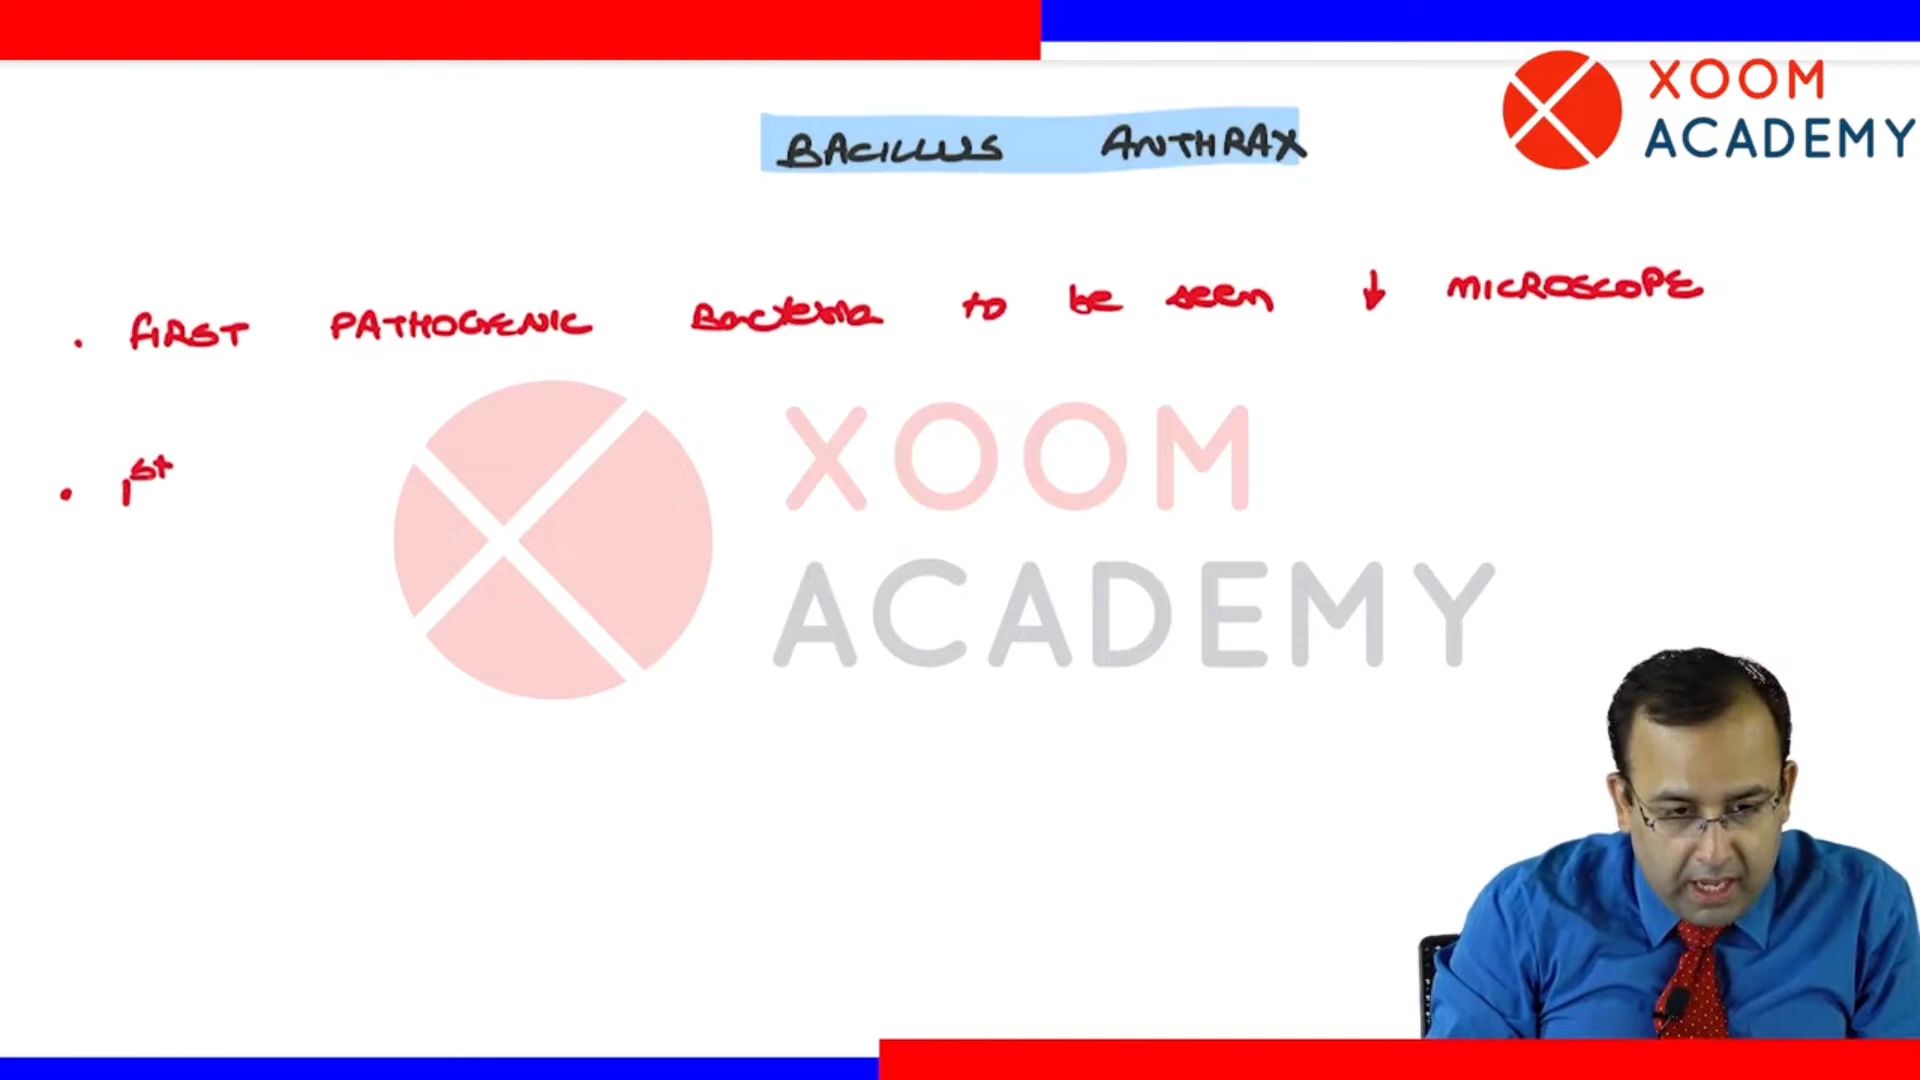 XOOM
ACADEMY
BACILLUS ANTHRAX
• FIRST PATHOGENIC Bacteria to be seen ↓ MICROSCOPE
• 1st
XOOM
ACADEMY